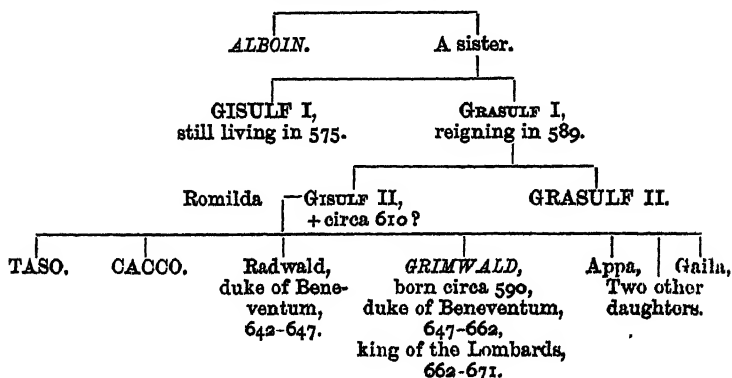 ALBOIN. A sister.
GISULF I, GRASULF I,
still living in 575. reigning in 589.
Romilda GISULF II, GRASULF II.
+ circa 610?
TASO. CACCO. Radwald, GRIMWALD, Appa, Gaila,
duke of Bene- born circa 590, Two other
ventum, duke of Beneventum, daughters.
642-647. 647-662,
king of the Lombards,
662-671.